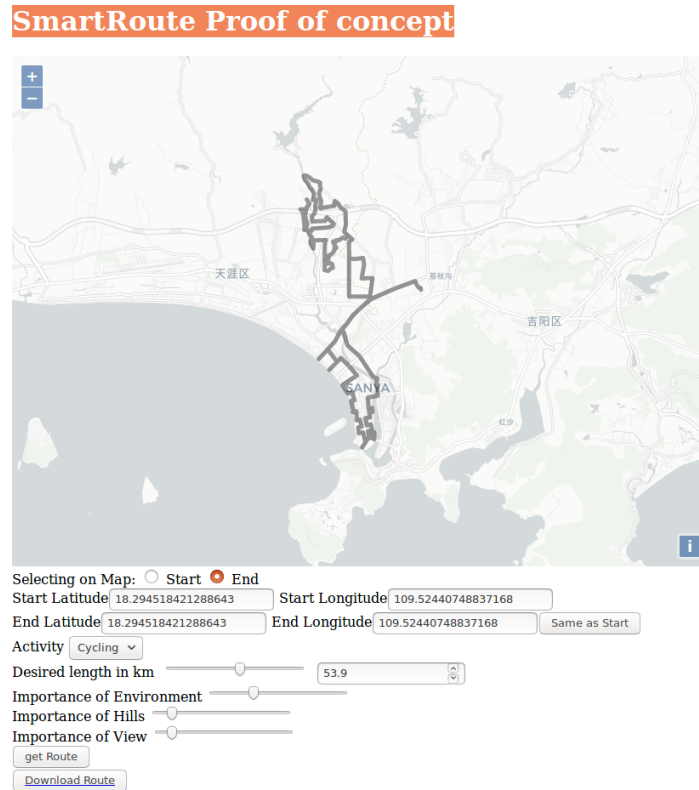 SmartRoute Proof of concept
+
−
荔枝沟
天涯区
吉阳区
SANYA
红沙
i
Selecting on Map: Start End
Start Latitude 18.294518421288643 Start Longitude 109.52440748837168
End Latitude 18.294518421288643 End Longitude 109.52440748837168 Same as Start
Activity Cycling
Desired length in km 53.9
Importance of Environment
Importance of Hills
Importance of View
get Route
Download Route